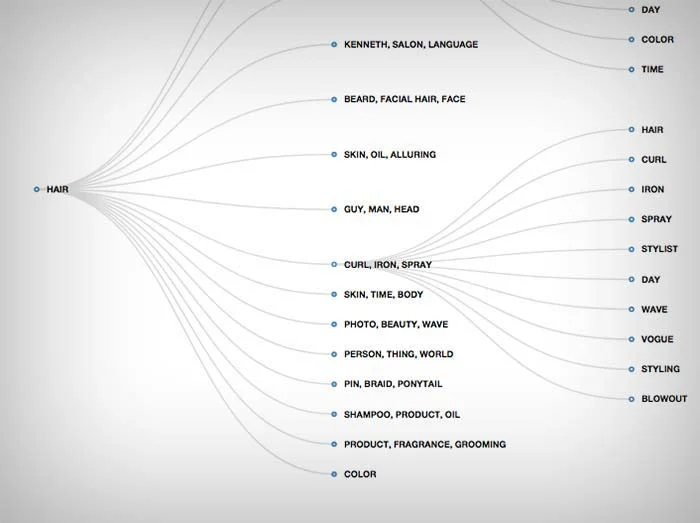 HAIR
KENNETH, SALON, LANGUAGE
BEARD, FACIAL HAIR, FACE
SKIN, OIL, ALLURING
GUY, MAN, HEAD
CURL, IRON, SPRAY
SKIN, TIME, BODY
PHOTO, BEAUTY, WAVE
PERSON, THING, WORLD
PIN, BRAID, PONYTAIL
SHAMPOO, PRODUCT, OIL
PRODUCT, FRAGRANCE, GROOMING
COLOR
DAY
COLOR
TIME
HAIR
CURL
IRON
SPRAY
STYLIST
DAY
WAVE
VOGUE
STYLING
BLOWOUT